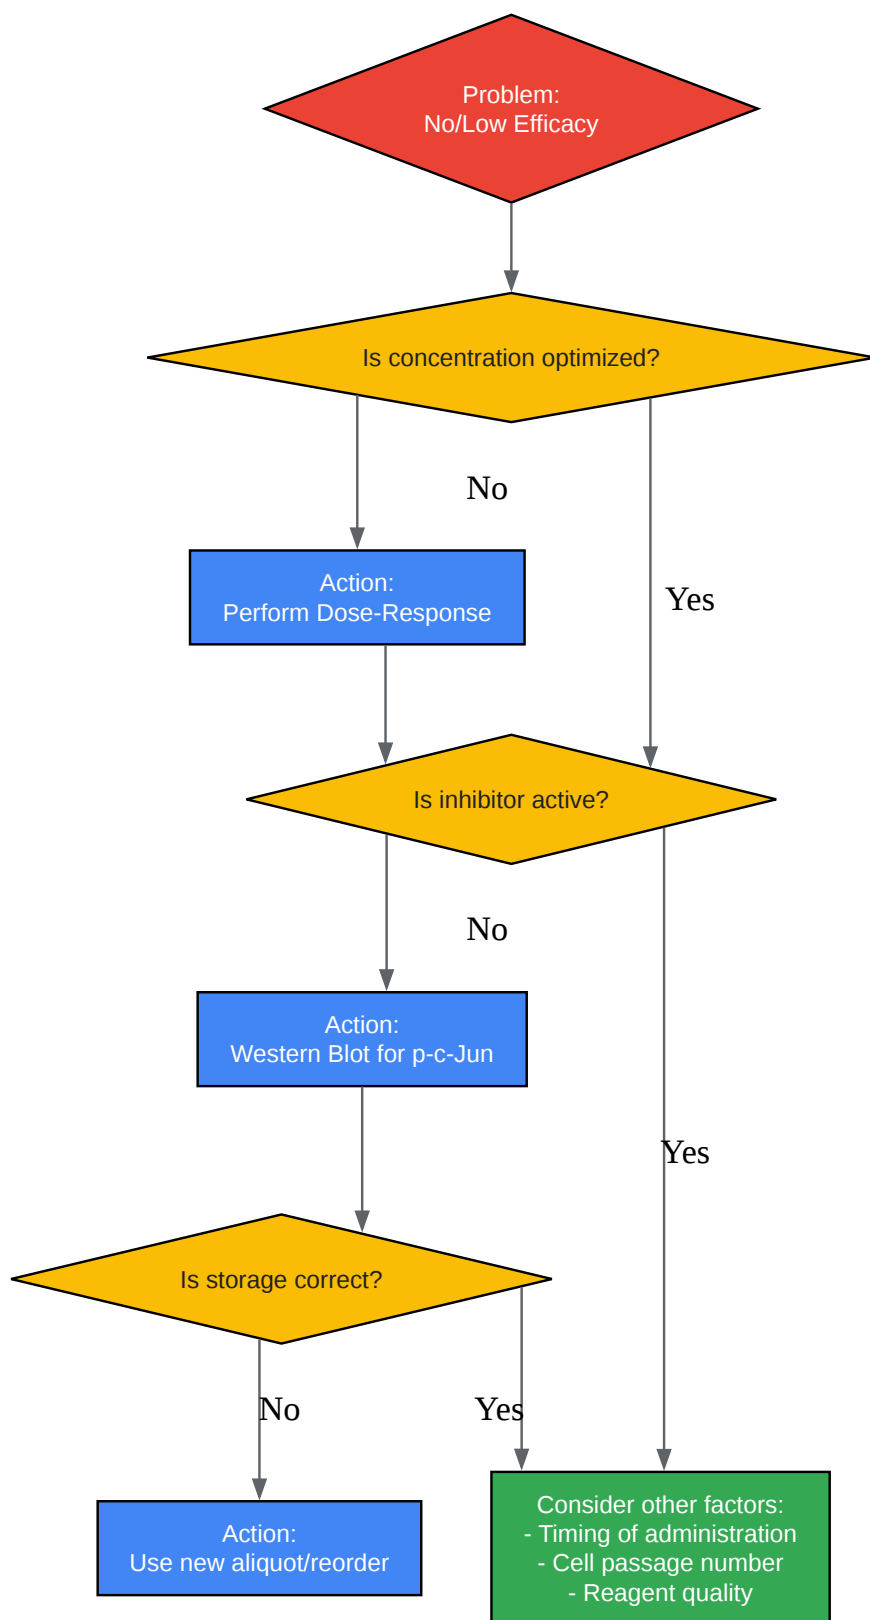 Problem:
No/Low Efficacy
Is concentration optimized?
No
Action:
Perform Dose-Response
Yes
Is inhibitor active?
No
Action:
Western Blot for p-c-Jun
Yes
Is storage correct?
No
Yes
Action:
Use new aliquot/reorder
Consider other factors:
- Timing of administration
- Cell passage number
- Reagent quality